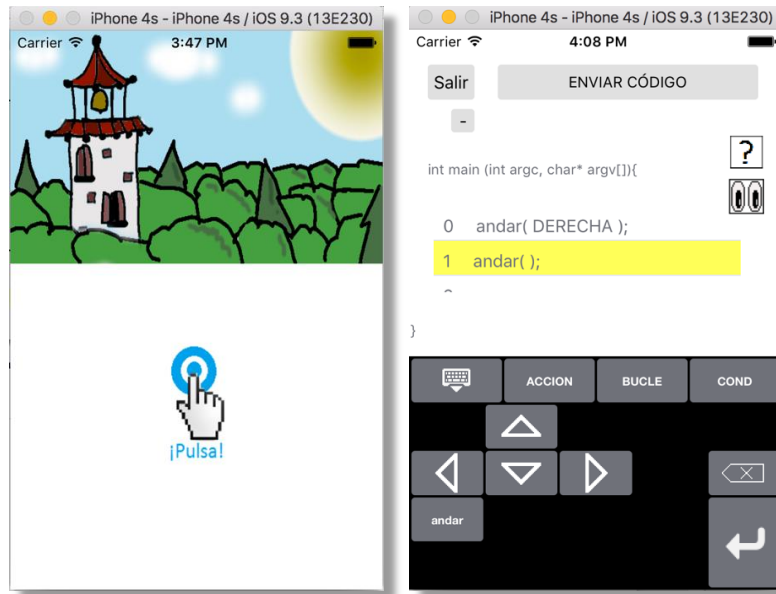 iPhone 4s - iPhone 4s / iOS 9.3 (13E230)
Carrier 3:47 PM
¡Pulsa!
iPhone 4s - iPhone 4s / iOS 9.3 (13E230)
Carrier 4:08 PM
Salir ENVIAR CÓDIGO
-
int main (int argc, char* argv[]){
?
0 andar( DERECHA );
1 andar( );
}
ACCION BUCLE COND
andar